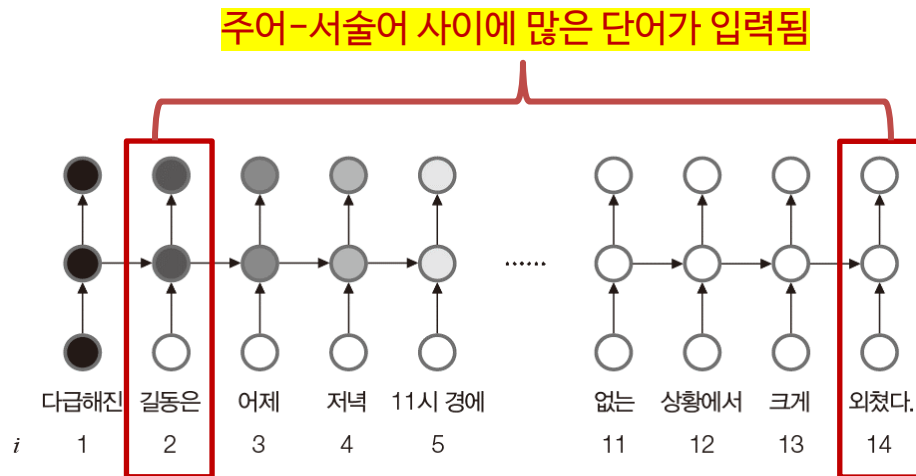 주어-서술어 사이에 많은 단어가 입력됨
......
다급해진 길동은 어제 저녁 11시 경에 없는 상황에서 크게 외쳤다.
i 1 2 3 4 5 11 12 13 14